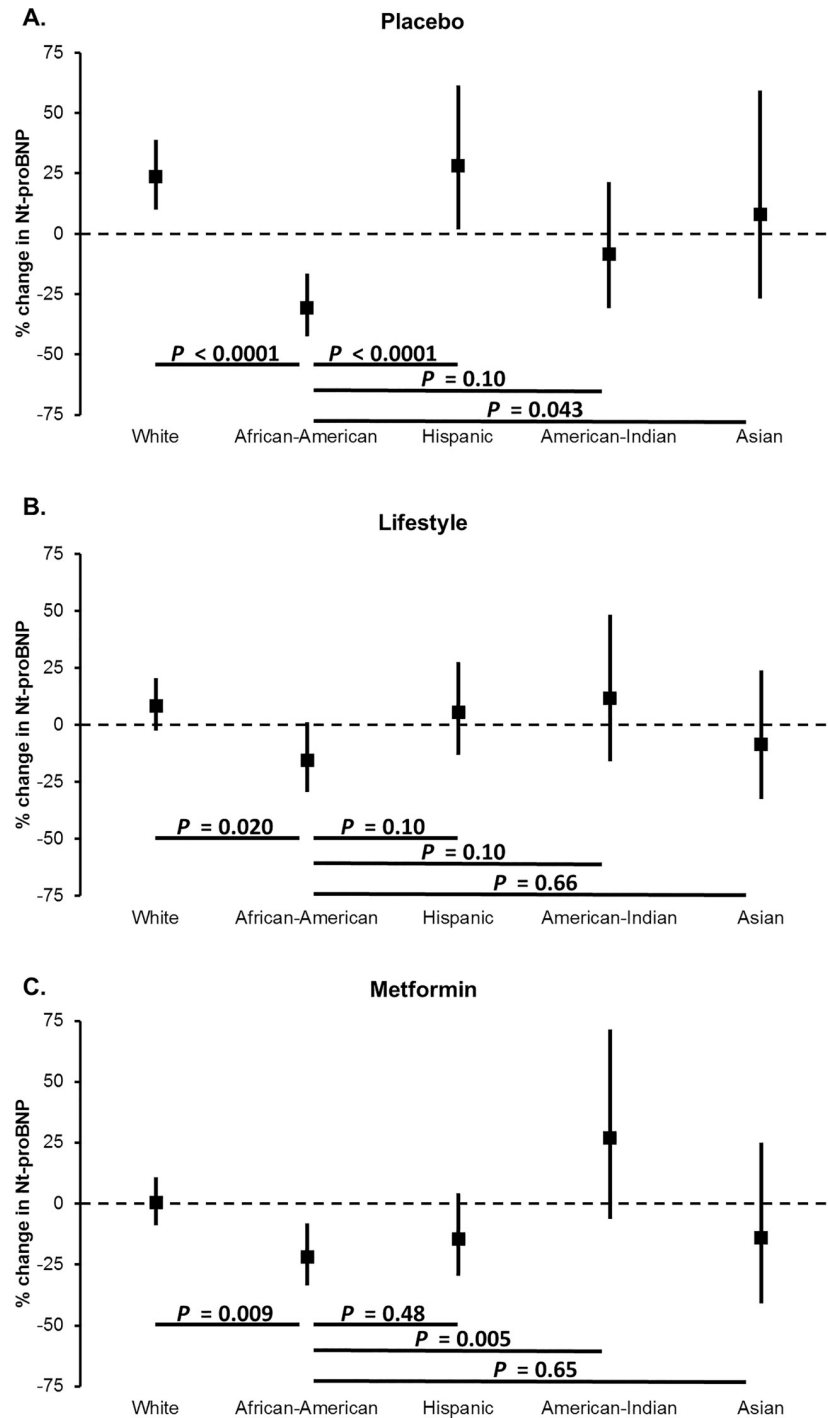 A.
Placebo
% change in Nt-proBNP
75
50
25
0
-25
-50
-75
P < 0.0001 P < 0.0001
P = 0.10
P = 0.043
White African-American Hispanic American-Indian Asian
B.
Lifestyle
% change in Nt-proBNP
75
50
25
0
-25
-50
-75
P = 0.020 P = 0.10
P = 0.10
P = 0.66
White African-American Hispanic American-Indian Asian
C.
Metformin
% change in Nt-proBNP
75
50
25
0
-25
-50
-75
P = 0.009 P = 0.48
P = 0.005
P = 0.65
White African-American Hispanic American-Indian Asian